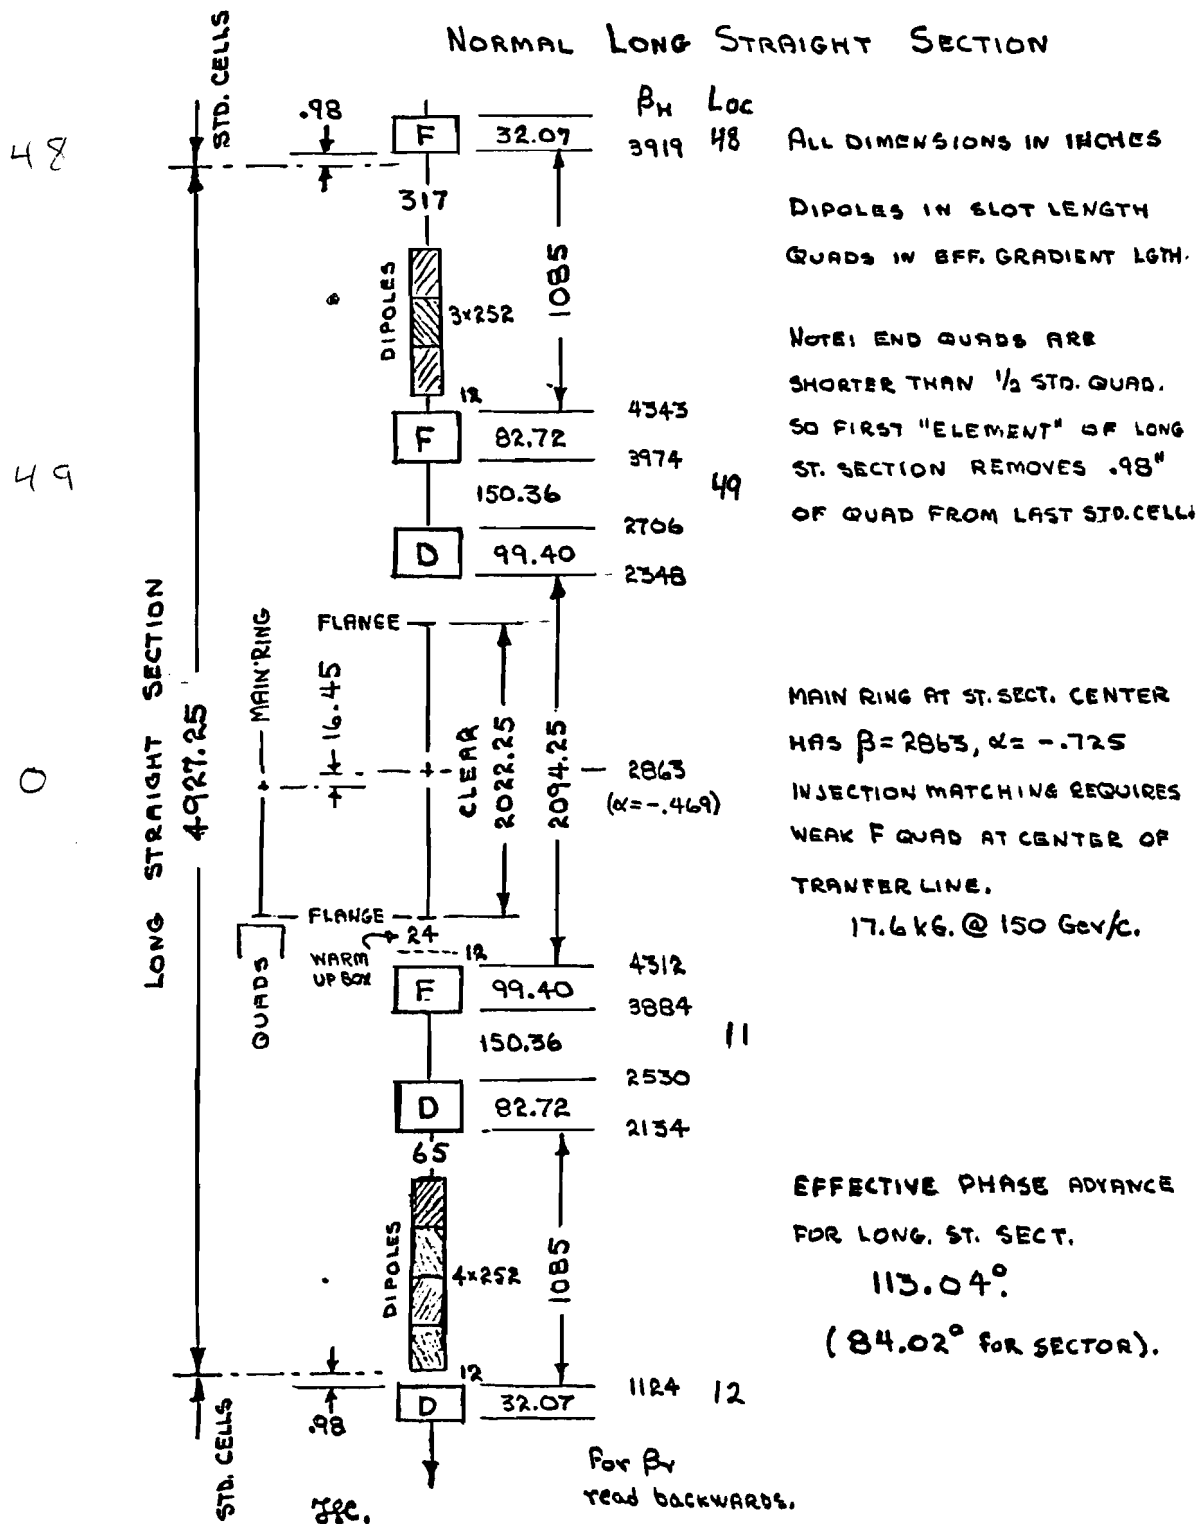 NORMAL LONG STRAIGHT SECTION
STD. CELLS
.98
F
32.07
βH Loc
3919 48
48
ALL DIMENSIONS IN INCHES
317
DIPOLES IN SLOT LENGTH
QUADS IN EFF. GRADIENT LGTH.
DIPOLES
3×252
1085
NOTE: END QUADS ARE
SHORTER THAN 1/2 STD. QUAD.
SO FIRST "ELEMENT" OF LONG
ST. SECTION REMOVES .98"
OF QUAD FROM LAST STD. CELL.
12
4343
F
82.72
3974
49
150.36
49
2706
D
99.40
2348
LONG STRAIGHT SECTION
4927.25
MAIN RING
FLANGE
16.45
CLEAR
2022.25
2094.25
0
2863
(α=-.469)
MAIN RING AT ST. SECT. CENTER
HAS β=2863, α= -.725
INJECTION MATCHING REQUIRES
WEAK F QUAD AT CENTER OF
TRANFER LINE.
17.6 kG. @ 150 GeV/c.
FLANGE
QUADS
24
WARM
UP BOX
12
4312
F
99.40
3884
150.36
11
2530
D
82.72
2134
65
DIPOLES
4×252
1085
EFFECTIVE PHASE ADVANCE
FOR LONG. ST. SECT.
113.04°.
(84.02° FOR SECTOR).
12
1124 12
D
32.07
.98
STD. CELLS
For βv
read backwards.